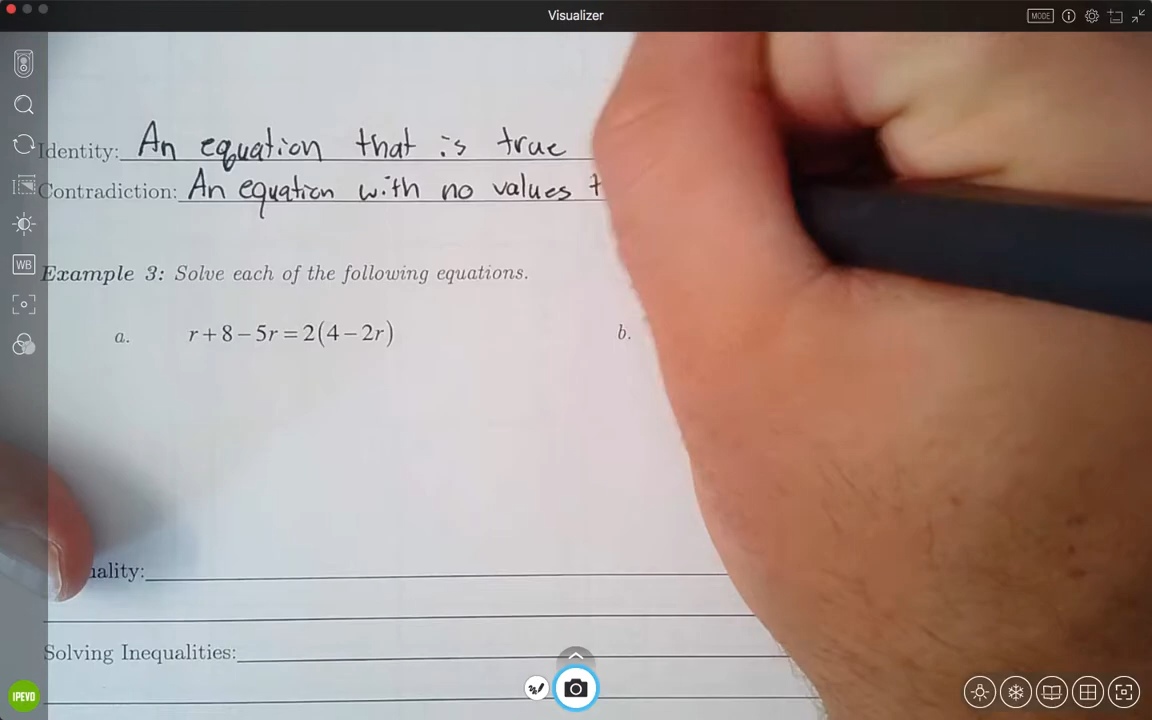 Visualizer
MODE
Identity: An equation that is true
Contradiction: An equation with no values
WB
Example 3: Solve each of the following equations.
a. r + 8 − 5r = 2(4 − 2r) b.
Solving Inequalities:
IPEVO